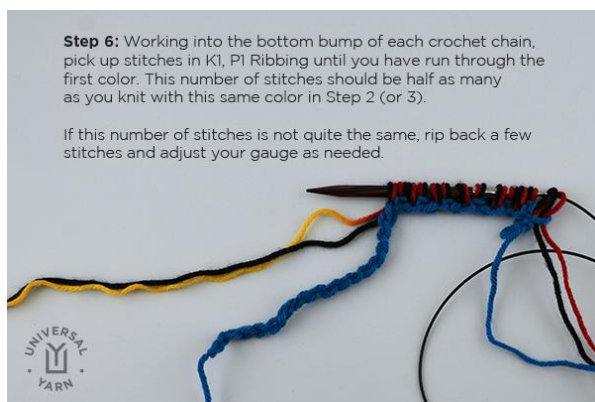 Step 6: Working into the bottom bump of each crochet chain,
pick up stitches in K1, P1 Ribbing until you have run through the
first color. This number of stitches should be half as many
as you knit with this same color in Step 2 (or 3).
If this number of stitches is not quite the same, rip back a few
stitches and adjust your gauge as needed.
UNIVERSAL
YARN